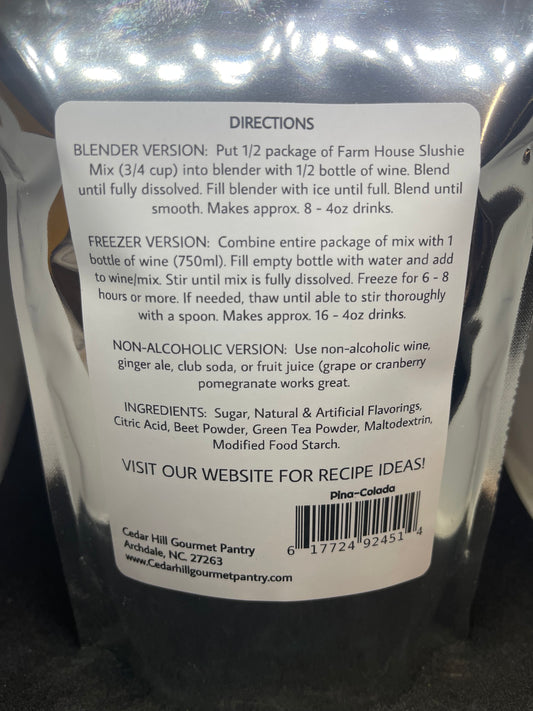 DIRECTIONS
BLENDER VERSION: Put 1/2 package of Farm House Slushie
Mix (3/4 cup) into blender with 1/2 bottle of wine. Blend
until fully dissolved. Fill blender with ice until full. Blend until
smooth. Makes approx. 8 - 4oz drinks.
FREEZER VERSION: Combine entire package of mix with 1
bottle of wine (750ml). Fill empty bottle with water and add
to wine/mix. Stir until mix is fully dissolved. Freeze for 6 - 8
hours or more. If needed, thaw until able to stir thoroughly
with a spoon. Makes approx. 16 - 4oz drinks.
NON-ALCOHOLIC VERSION: Use non-alcoholic wine,
ginger ale, club soda, or fruit juice (grape or cranberry
pomegranate works great.
INGREDIENTS: Sugar, Natural & Artificial Flavorings,
Citric Acid, Beet Powder, Green Tea Powder, Maltodextrin,
Modified Food Starch.
VISIT OUR WEBSITE FOR RECIPE IDEAS!
Pina-Colada
6 17724 92451 4
Cedar Hill Gourmet Pantry
Archdale, NC. 27263
www.Cedarhillgourmetpantry.com